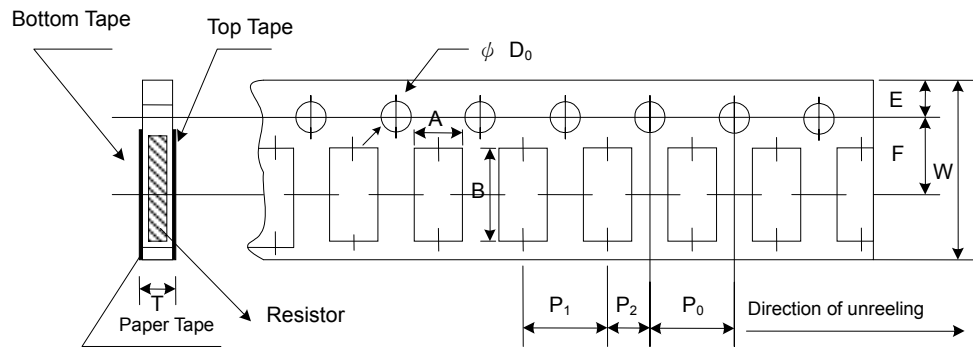 Bottom Tape
Top Tape
ψ D₀
E
A
F
W
B
T
P₁
P₂
P₀
Direction of unreeling
Resistor
Paper Tape